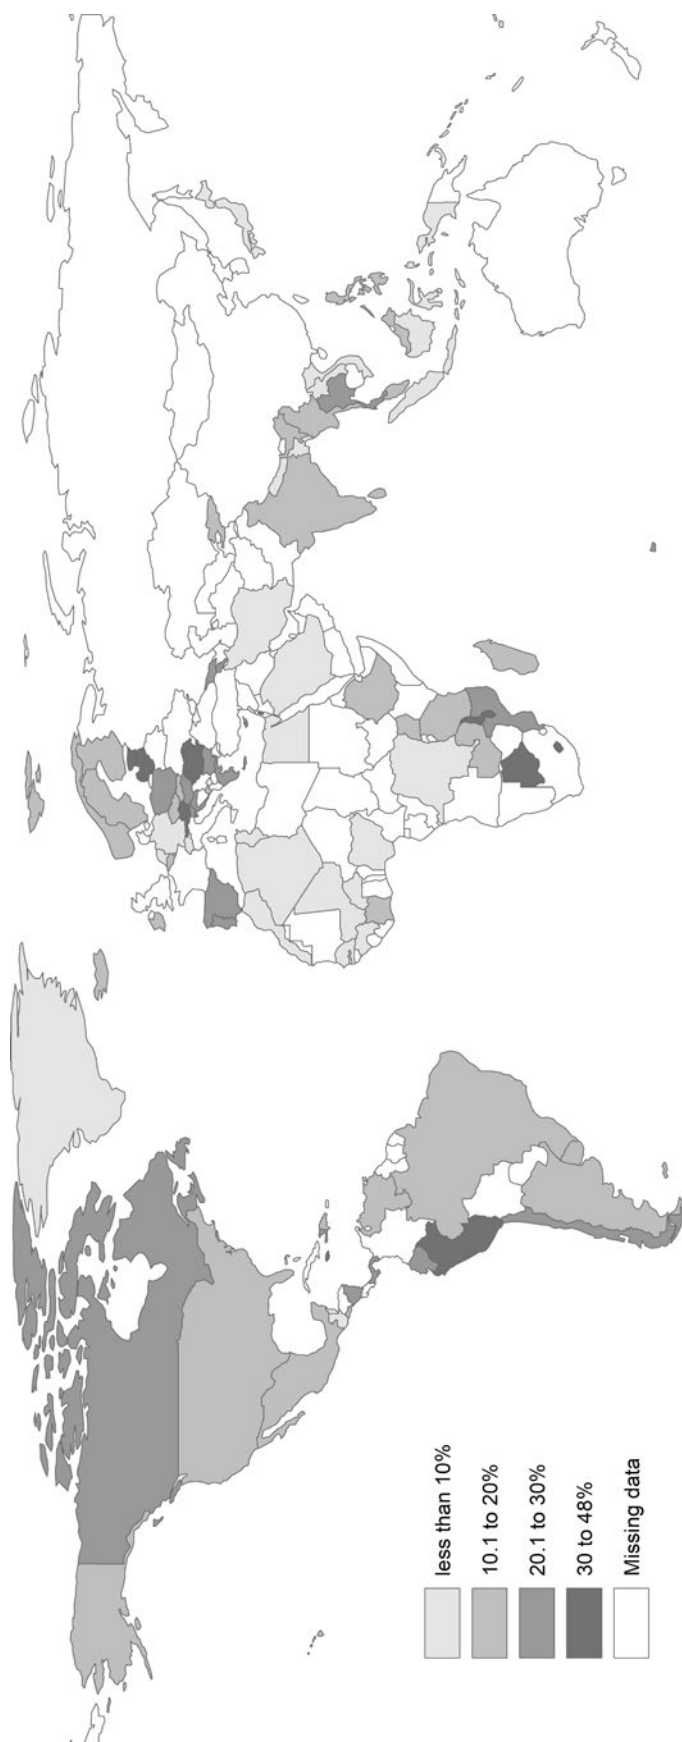 less than 10%
10.1 to 20%
20.1 to 30%
30 to 48%
Missing data